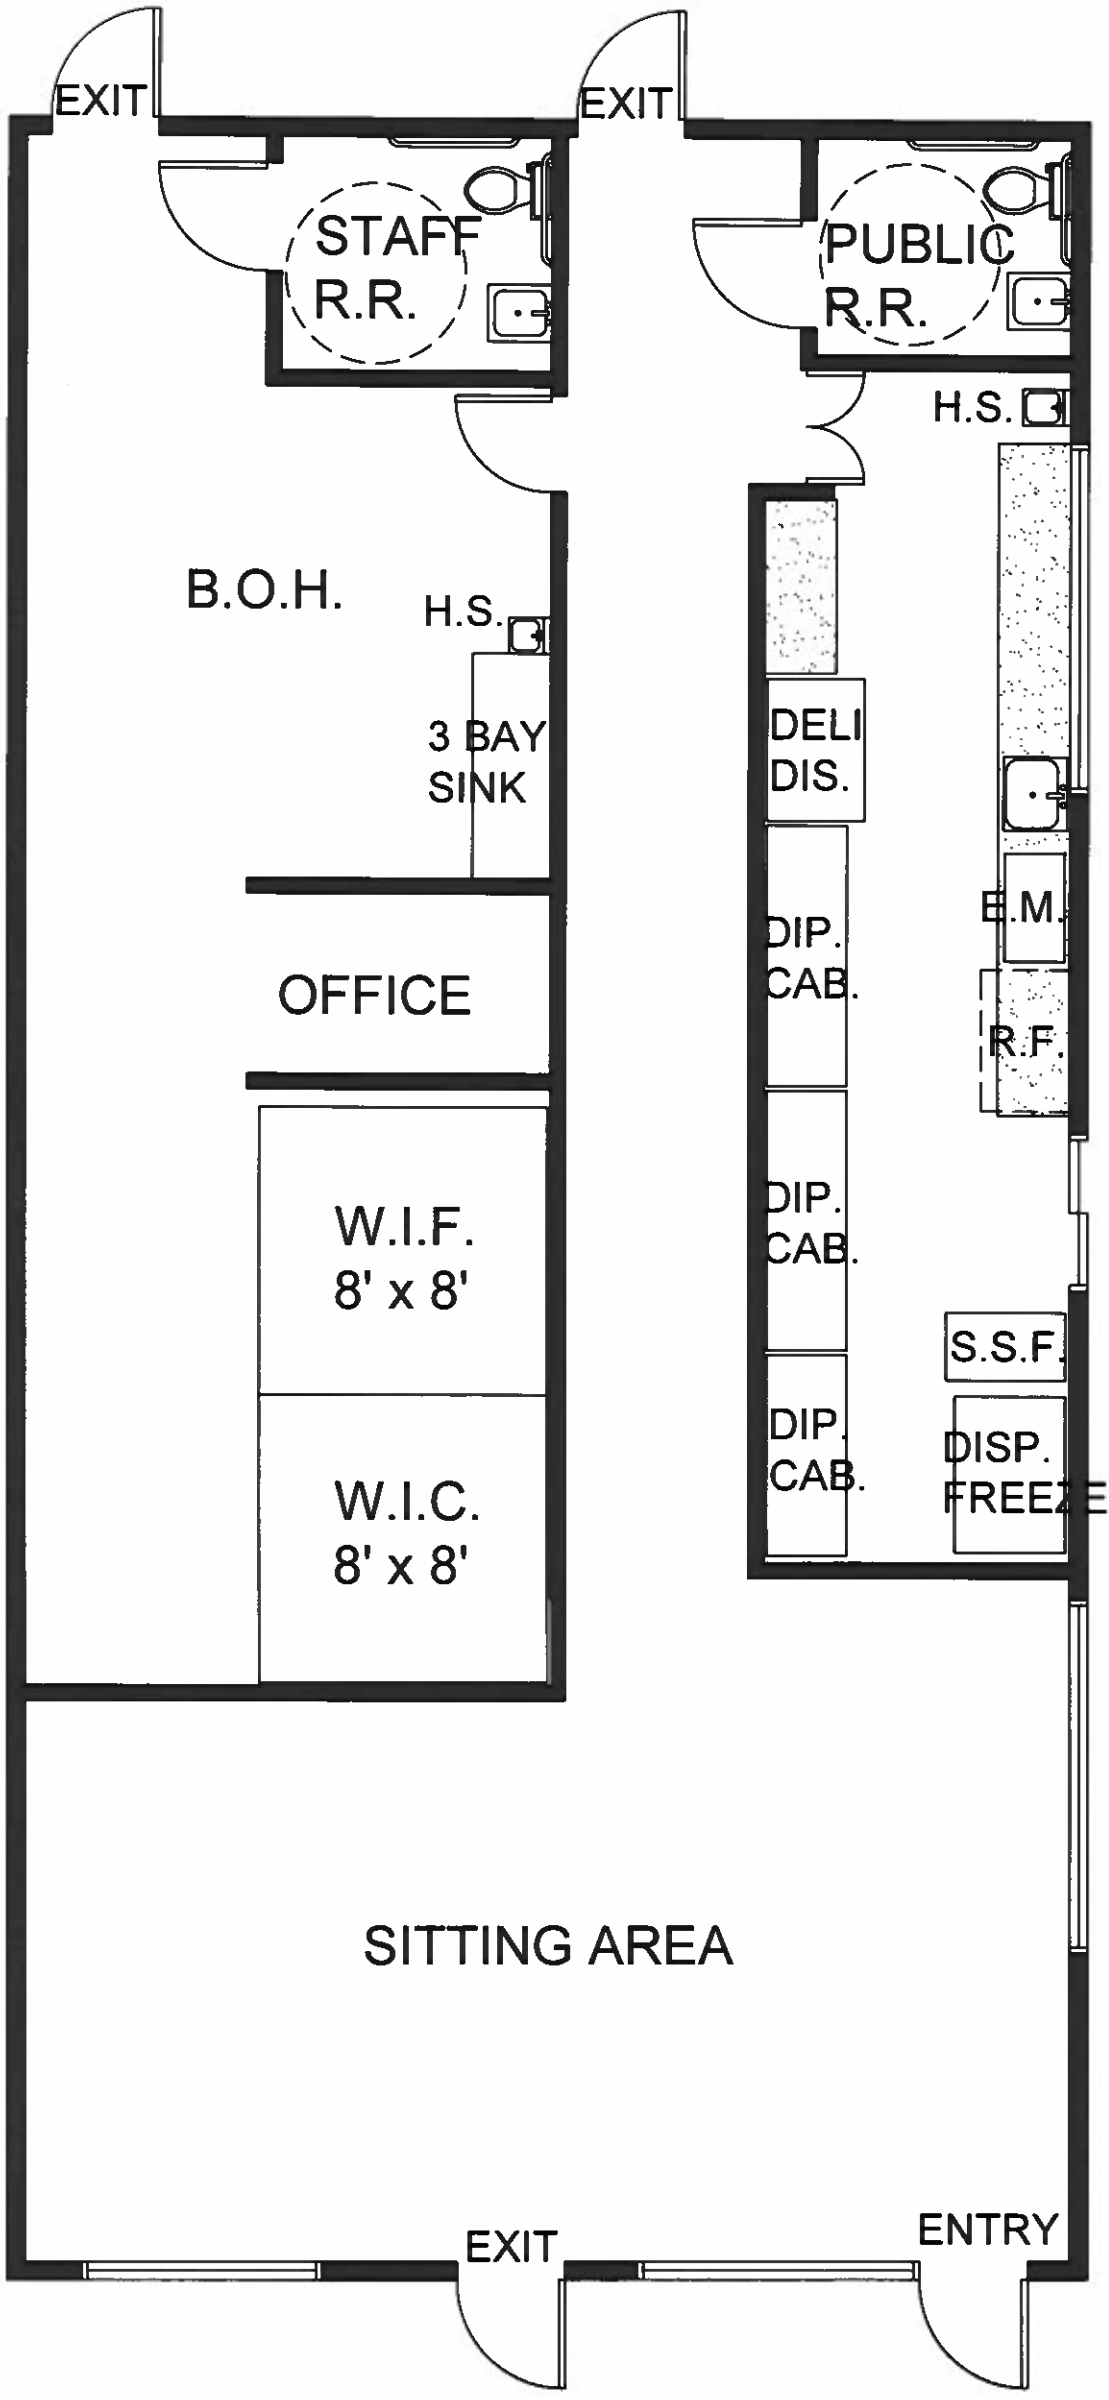 EXIT
EXIT
STAFF
R.R.
PUBLIC
R.R.
H.S.
B.O.H.
H.S.
3 BAY
SINK
DELI
DIS.
E.M.
DIP.
CAB.
OFFICE
R.F.
DIP.
CAB.
W.I.F.
8' x 8'
S.S.F.
DIP.
CAB.
DISP.
FREEZE
W.I.C.
8' x 8'
SITTING AREA
EXIT
ENTRY